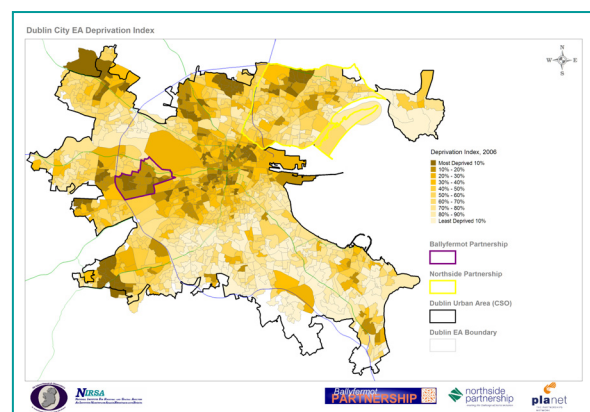 Dublin City EA Deprivation Index
N
W
E
S
Deprivation Index, 2006
Most Deprived 10%
10% - 20%
20% - 30%
30% - 40%
40% - 50%
50% - 60%
60% - 70%
70% - 80%
80% - 90%
Least Deprived 10%
Ballyfermot Partnership
Northside Partnership
Dublin Urban Area (CSO)
Dublin EA Boundary
NIRSA
Ballyfermot
PARTNERSHIP
northside
partnership
planet